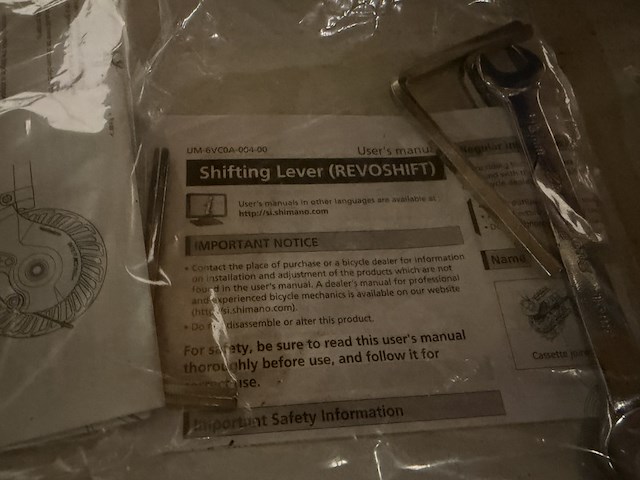 UM-6VC0A-004-00
User's manual
Shifting Lever (REVOSHIFT)
User's manuals in other languages are available at :
http://si.shimano.com
IMPORTANT NOTICE
• Contact the place of purchase or a bicycle dealer for information
on installation and adjustment of the products which are not
found in the user's manual. A dealer's manual for professional
and experienced bicycle mechanics is available on our website
(http://si.shimano.com).
• Do not disassemble or alter this product.
For safety, be sure to read this user's manual
thoroughly before use, and follow it for
use.
Important Safety Information
Regular
Name
Cassette